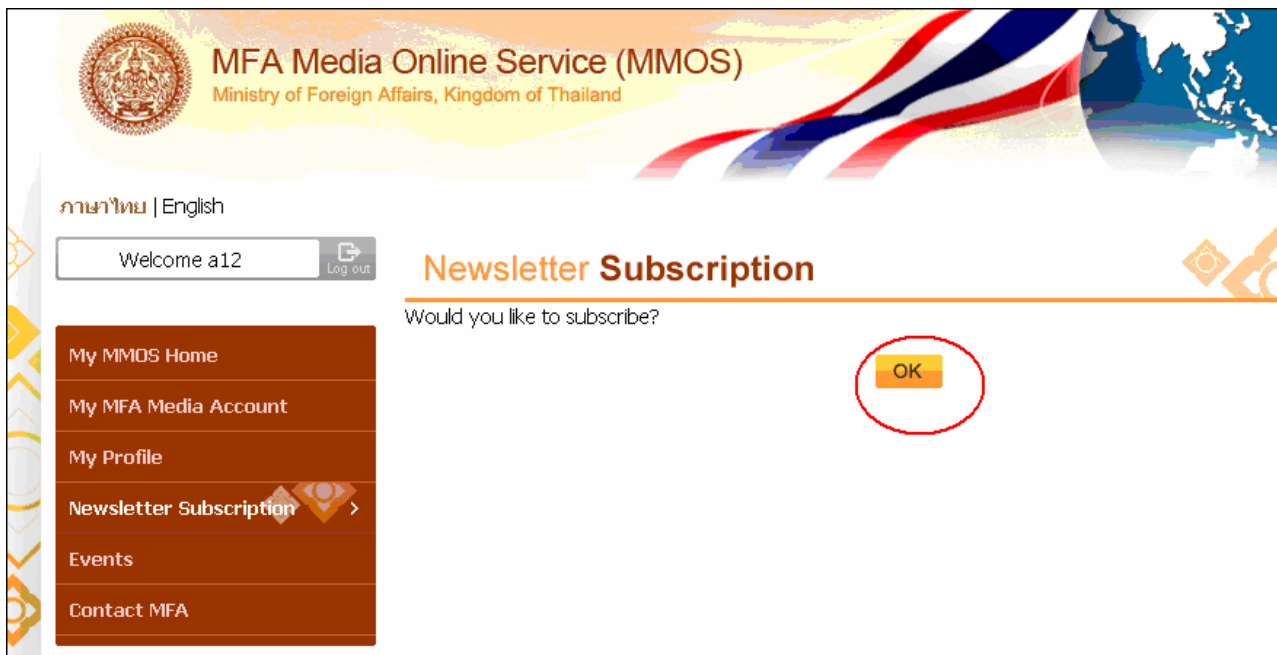 MFA Media Online Service (MMOS)
Ministry of Foreign Affairs, Kingdom of Thailand
ภาษาไทย | English
Welcome a12
Log out
Newsletter Subscription
Would you like to subscribe?
OK
My MMOS Home
My MFA Media Account
My Profile
Newsletter Subscription >
Events
Contact MFA